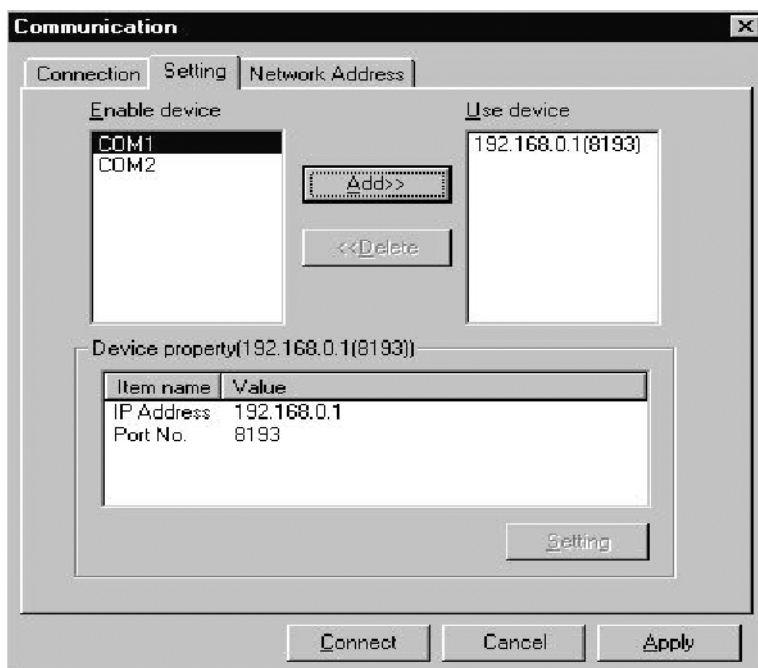 Communication
Connection Setting Network Address
Enable device
Use device
COM1
COM2
192.168.0.1(8193)
Add>>
<<Delete
Device property(192.168.0.1(8193))
Item name Value
IP Address 192.168.0.1
Port No. 8193
Setting
Connect Cancel Apply